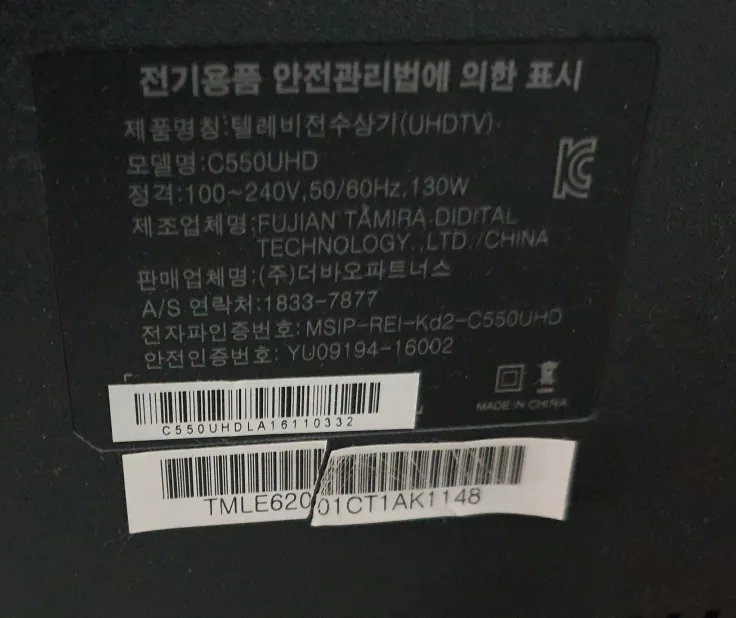 전기용품 안전관리법에 의한 표시
제품명칭:텔레비전수상기(UHDTV)
모델명:C550UHD
정격:100~240V,50/60Hz,130W
제조업체명:FUJIAN TAMIRA DIDITAL
TECHNOLOGY.,LTD./CHINA
판매업체명:(주)더바오파트너스
A/S 연락처:1833-7877
전자파인증번호:MSIP-REI-Kd2-C550UHD
안전인증번호: YU09194-16002
MADE IN CHINA
C550UHDLA16110332
TMLE62001CT1AK1148